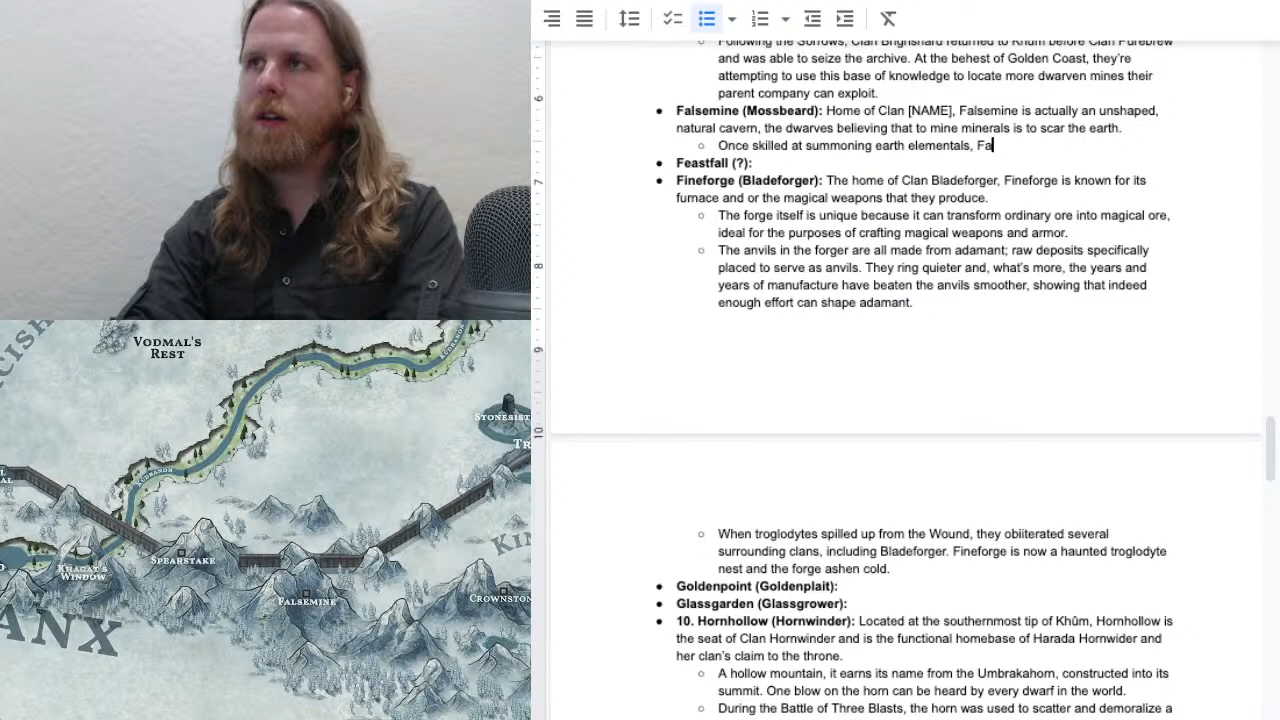 Following the Sorrows, Clan Brightshard returned to Khûm before Clan Purebrew
and was able to seize the archive. At the behest of Golden Coast, they're
attempting to use this base of knowledge to locate more dwarven mines their
parent company can exploit.
Falsemine (Mossbeard): Home of Clan [NAME], Falsemine is actually an unshaped,
natural cavern, the dwarves believing that to mine minerals is to scar the earth.
Once skilled at summoning earth elementals, Fa
Feastfall (?):
Fineforge (Bladeforger): The home of Clan Bladeforger, Fineforge is known for its
furnace and or the magical weapons that they produce.
The forge itself is unique because it can transform ordinary ore into magical ore,
ideal for the purposes of crafting magical weapons and armor.
The anvils in the forger are all made from adamant; raw deposits specifically
placed to serve as anvils. They ring quieter and, what's more, the years and
years of manufacture have beaten the anvils smoother, showing that indeed
enough effort can shape adamant.
When troglodytes spilled up from the Wound, they obliterated several
surrounding clans, including Bladeforger. Fineforge is now a haunted troglodyte
nest and the forge ashen cold.
Goldenpoint (Goldenplait):
Glassgarden (Glassgrower):
10. Hornhollow (Hornwinder): Located at the southernmost tip of Khûm, Hornhollow is
the seat of Clan Hornwinder and is the functional homebase of Harada Hornwider and
her clan's claim to the throne.
A hollow mountain, it earns its name from the Umbrakahorn, constructed into its
summit. One blow on the horn can be heard by every dwarf in the world.
During the Battle of Three Blasts, the horn was used to scatter and demoralize a
6
7
8
9
10
VODMAL'S
REST
STONESIST
TR
SPEARSTAKE
KHAGAT'S
WINDOW
FALSEMINE
CROWNSTON
KIN
ANX
CISH